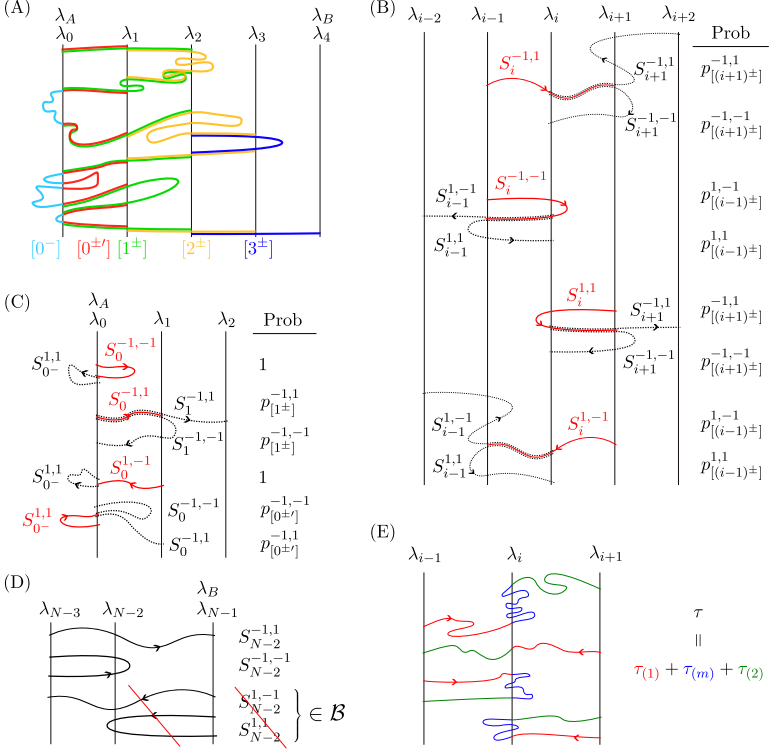 (A)
λ_A λ_B
λ_0 λ_1 λ_2 λ_3 λ_4
[0^-] [0^{±′}] [1^±] [2^±] [3^±]
(B)
λ_{i−2} λ_{i−1} λ_i λ_{i+1} λ_{i+2} Prob
S_i^{−1,1} S_{i+1}^{−1,1} p_{[(i+1)^±]}^{−1,1}
S_{i+1}^{−1,−1} p_{[(i+1)^±]}^{−1,−1}
S_{i−1}^{1,−1} S_i^{−1,−1} p_{[(i−1)^±]}^{1,−1}
S_{i−1}^{1,1} p_{[(i−1)^±]}^{1,1}
S_i^{1,1} S_{i+1}^{−1,1} p_{[(i+1)^±]}^{−1,1}
S_{i+1}^{−1,−1} p_{[(i+1)^±]}^{−1,−1}
S_{i−1}^{1,−1} S_i^{1,−1} p_{[(i−1)^±]}^{1,−1}
S_{i−1}^{1,1} p_{[(i−1)^±]}^{1,1}
(C)
λ_A
λ_0 λ_1 λ_2 Prob
S_{0^-}^{1,1} S_0^{−1,−1} 1
S_0^{−1,1} S_1^{−1,1} p_{[1^±]}^{−1,1}
S_1^{−1,−1} p_{[1^±]}^{−1,−1}
S_{0^-}^{1,1} S_0^{1,−1} 1
S_{0^-}^{1,1} S_0^{−1,−1} p_{[0^{±′}]}^{−1,−1}
S_0^{−1,1} p_{[0^{±′}]}^{−1,1}
(D)
λ_B
λ_{N−3} λ_{N−2} λ_{N−1}
S_{N−2}^{−1,1}
S_{N−2}^{−1,−1}
S_{N−2}^{1,−1}
S_{N−2}^{1,1}
} ∈ ℬ
(E)
λ_{i−1} λ_i λ_{i+1}
τ
=
τ_{(1)} + τ_{(m)} + τ_{(2)}